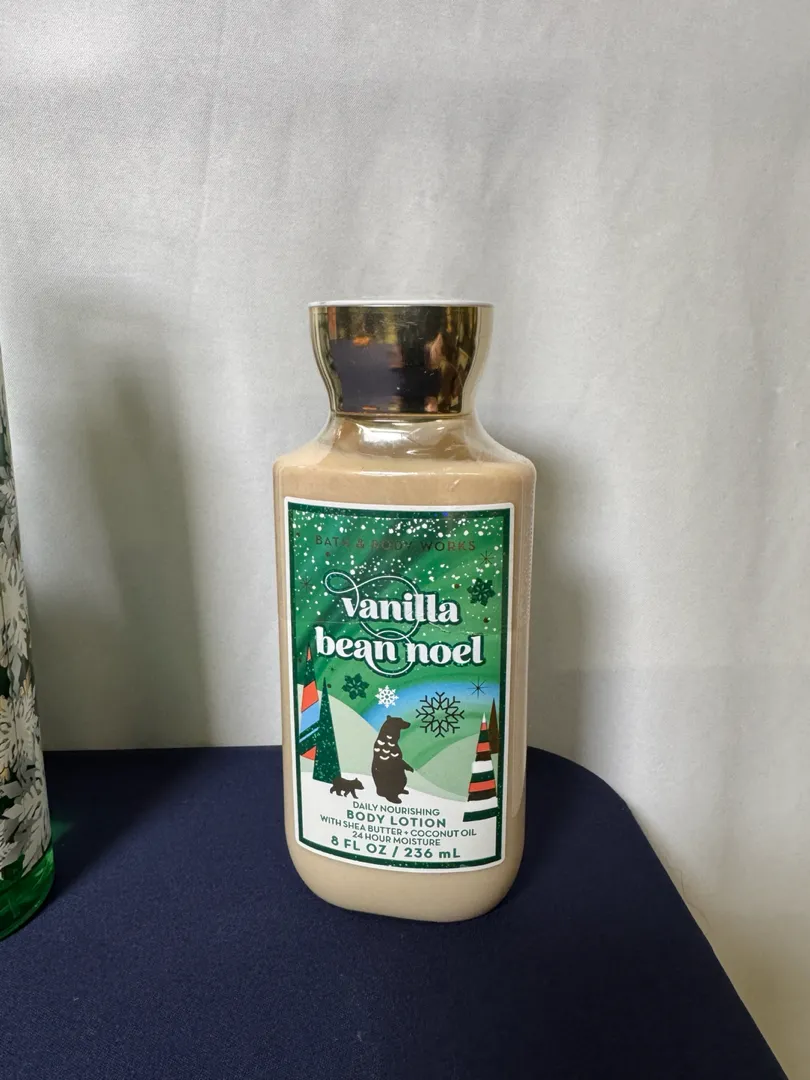 BATH & BODY WORKS
vanilla
bean noel
DAILY NOURISHING
BODY LOTION
WITH SHEA BUTTER + COCONUT OIL
24 HOUR MOISTURE
8 FL OZ / 236 mL